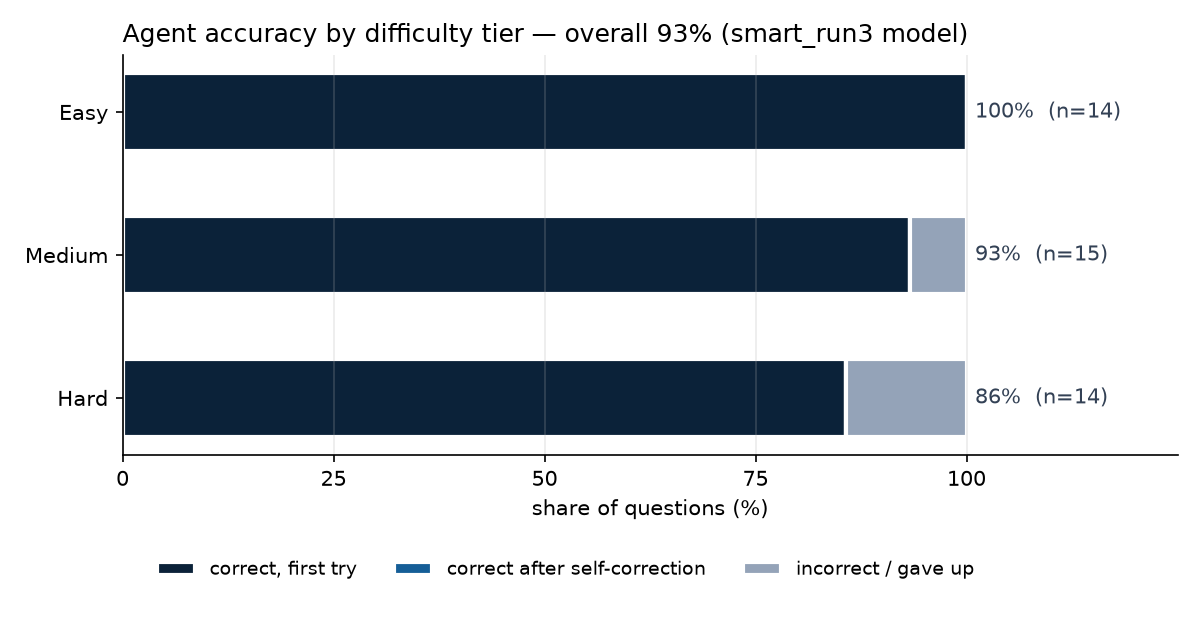 Agent accuracy by difficulty tier — overall 93% (smart_run3 model)
Easy
100% (n=14)
Medium
93% (n=15)
Hard
86% (n=14)
0 25 50 75 100
share of questions (%)
correct, first try correct after self-correction incorrect / gave up